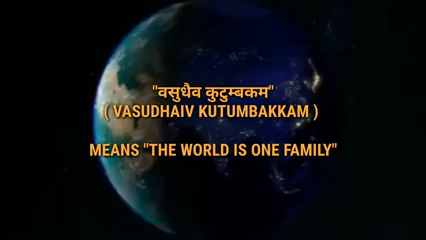 "वसुधैव कुटुम्बकम"
( VASUDHAIV KUTUMBAKKAM )
MEANS "THE WORLD IS ONE FAMILY"